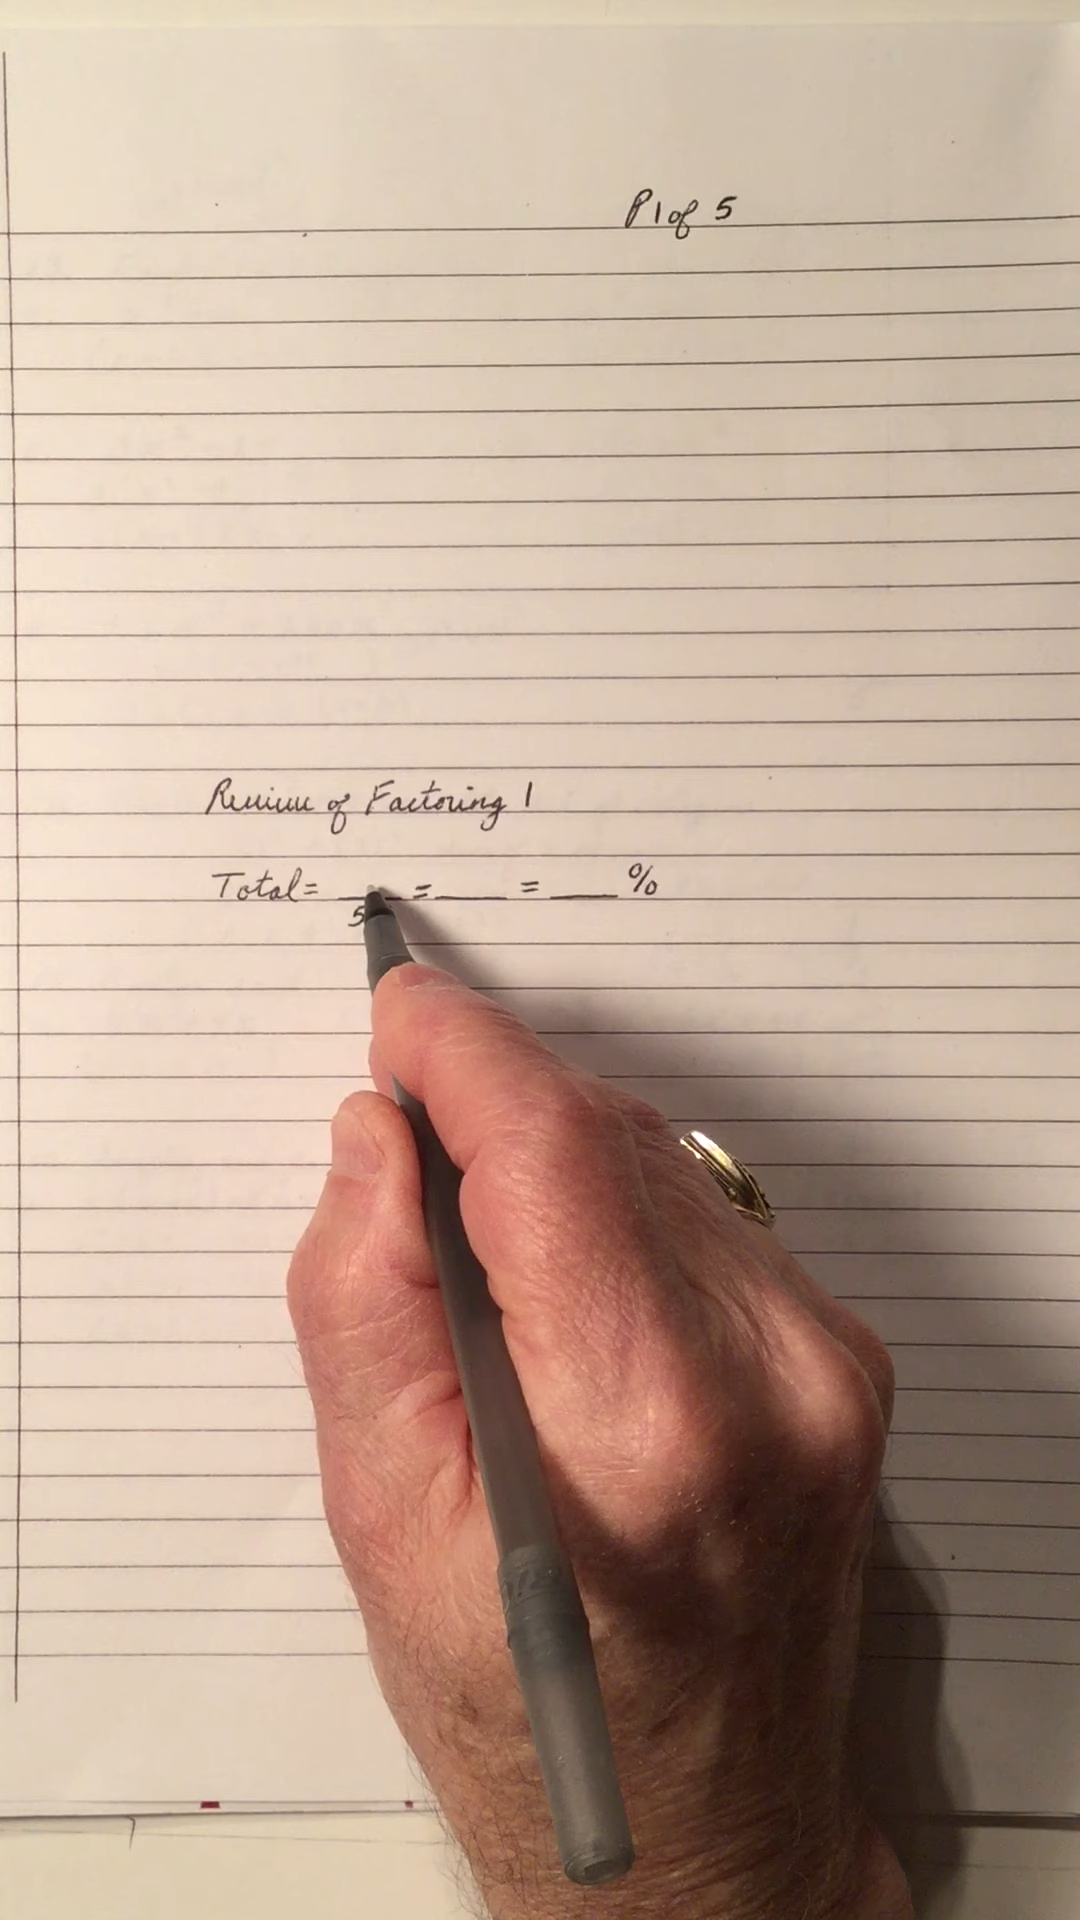 P1 of 5
Review of Factoring 1
Total = ___ = ___ = ___ %
5